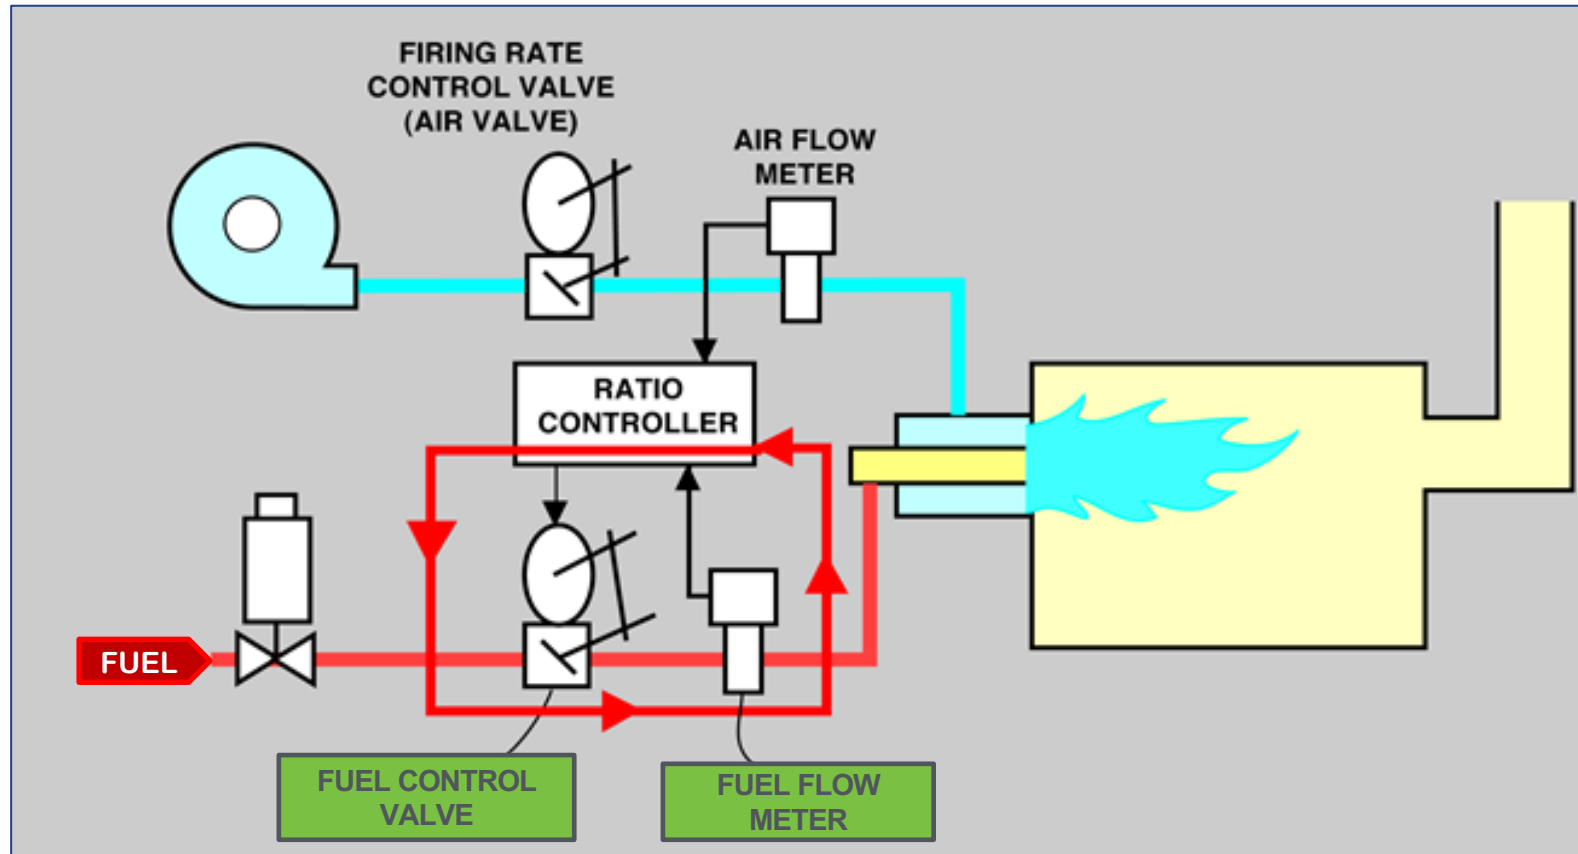 FIRING RATE
CONTROL VALVE
(AIR VALVE)
AIR FLOW
METER
RATIO
CONTROLLER
FUEL
FUEL CONTROL
VALVE
FUEL FLOW
METER